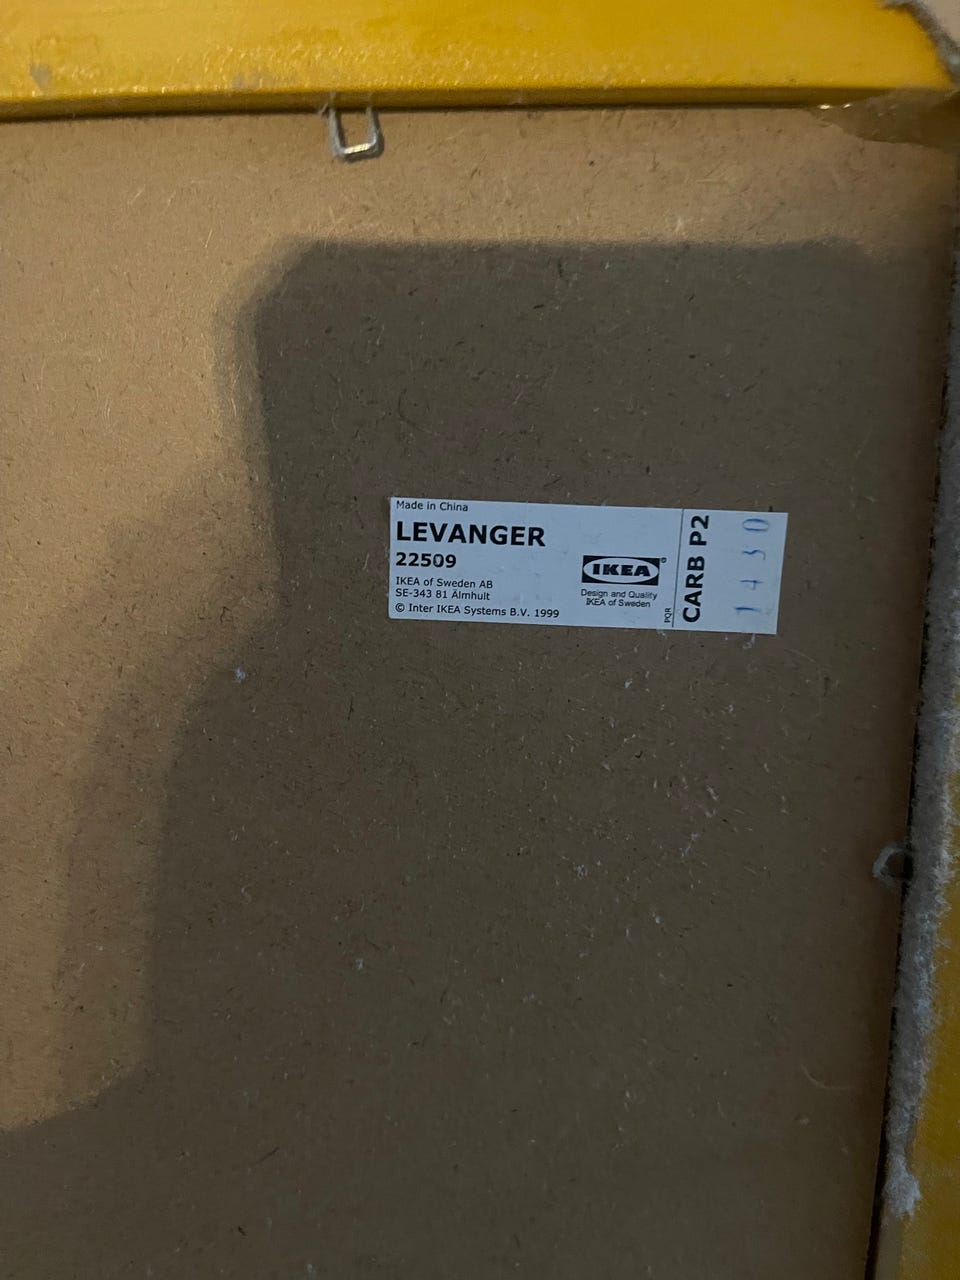 Made in China
LEVANGER
22509
IKEA of Sweden AB
SE-343 81 Älmhult
© Inter IKEA Systems B.V. 1999
IKEA®
Design and Quality
IKEA of Sweden
PQR
CARB P2
1430